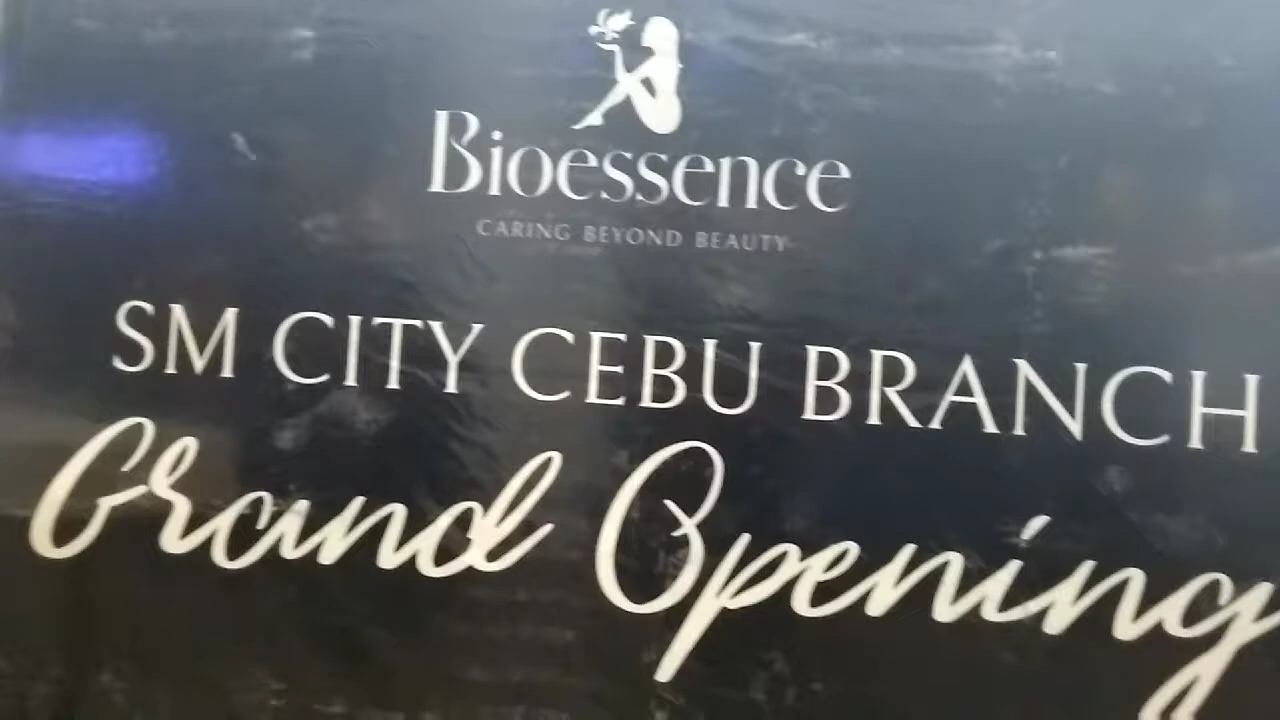 Bioessence
CARING BEYOND BEAUTY
SM CITY CEBU BRANCH
Grand Opening